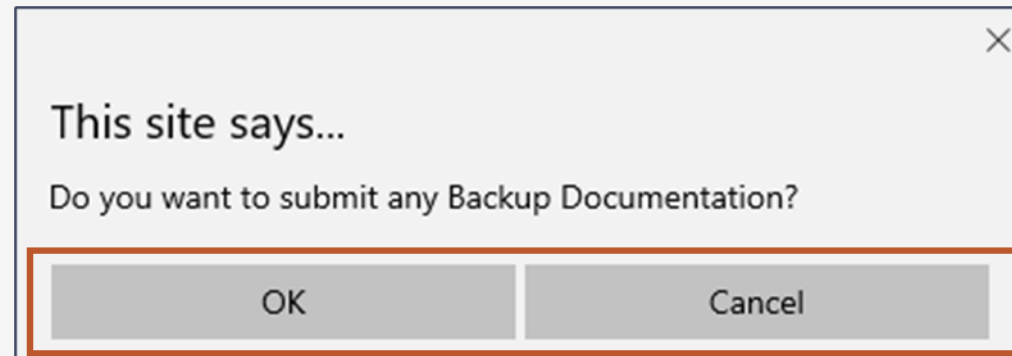 This site says...
Do you want to submit any Backup Documentation?
OK Cancel